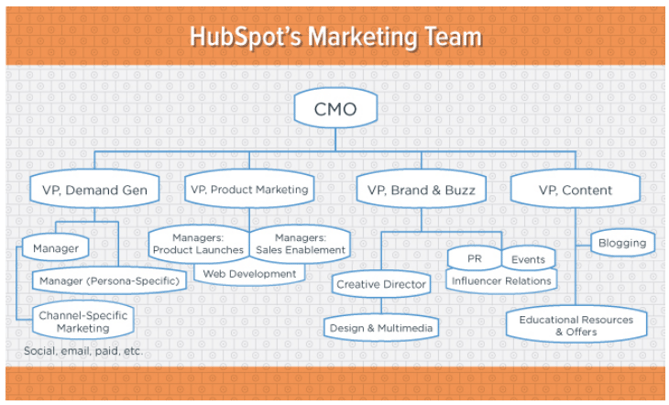 HubSpot's Marketing Team
CMO
VP, Demand Gen
VP, Product Marketing
VP, Brand & Buzz
VP, Content
Manager
Manager (Persona-Specific)
Channel-Specific
Marketing
Social, email, paid, etc.
Managers:
Product Launches
Managers:
Sales Enablement
Web Development
Creative Director
Design & Multimedia
PR
Events
Influencer Relations
Blogging
Educational Resources
& Offers